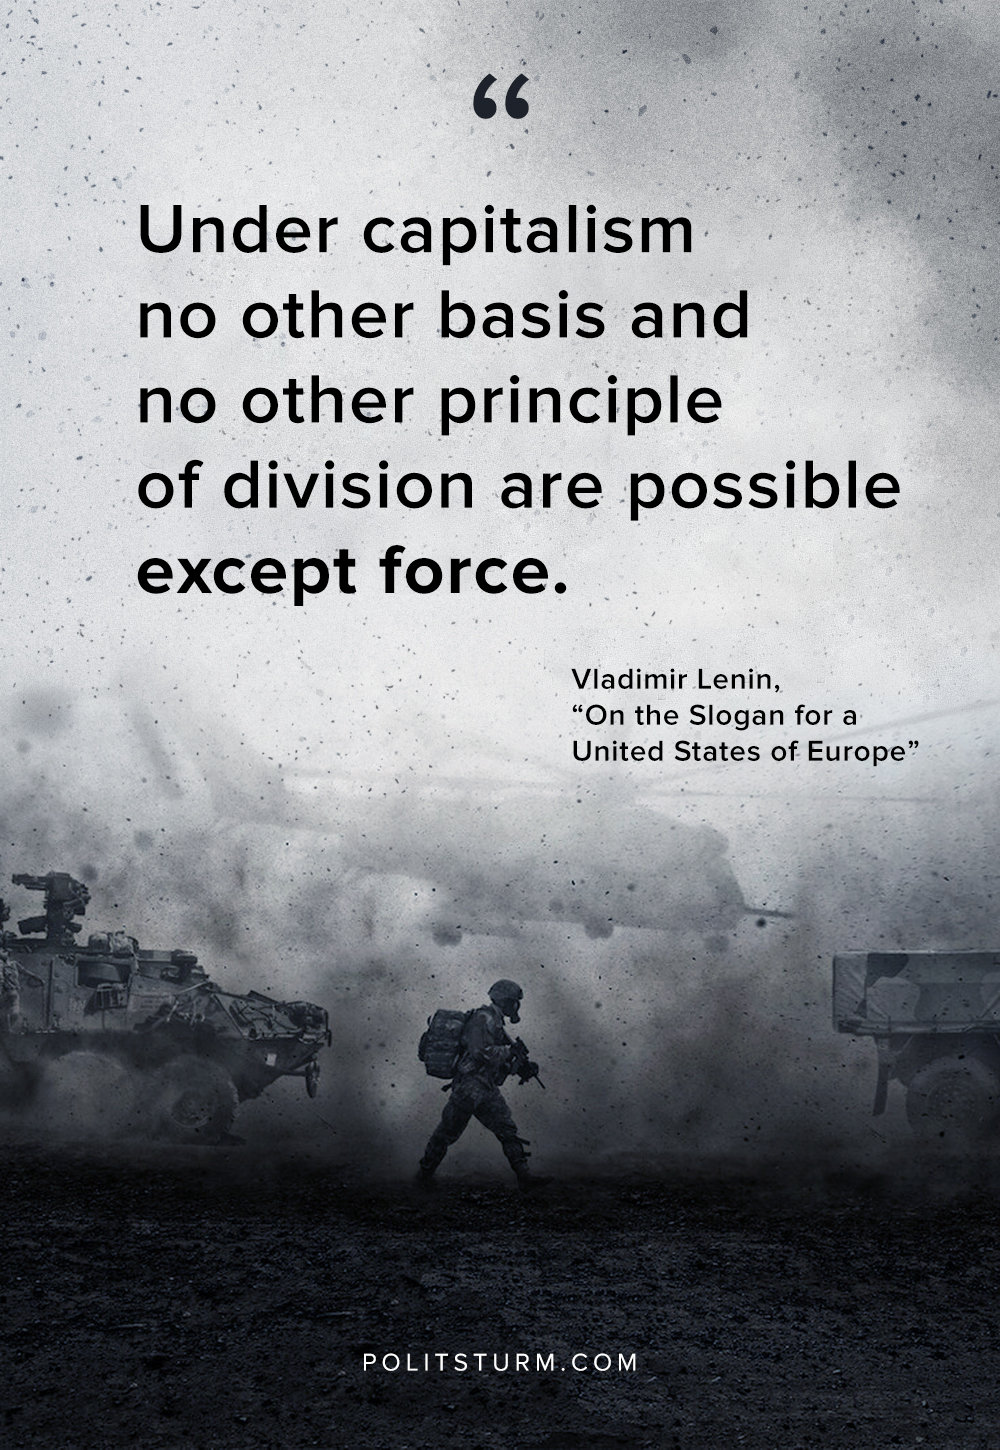 “
Under capitalism
no other basis and
no other principle
of division are possible
except force.
Vladimir Lenin,
“On the Slogan for a
United States of Europe”
POLITSTURM.COM